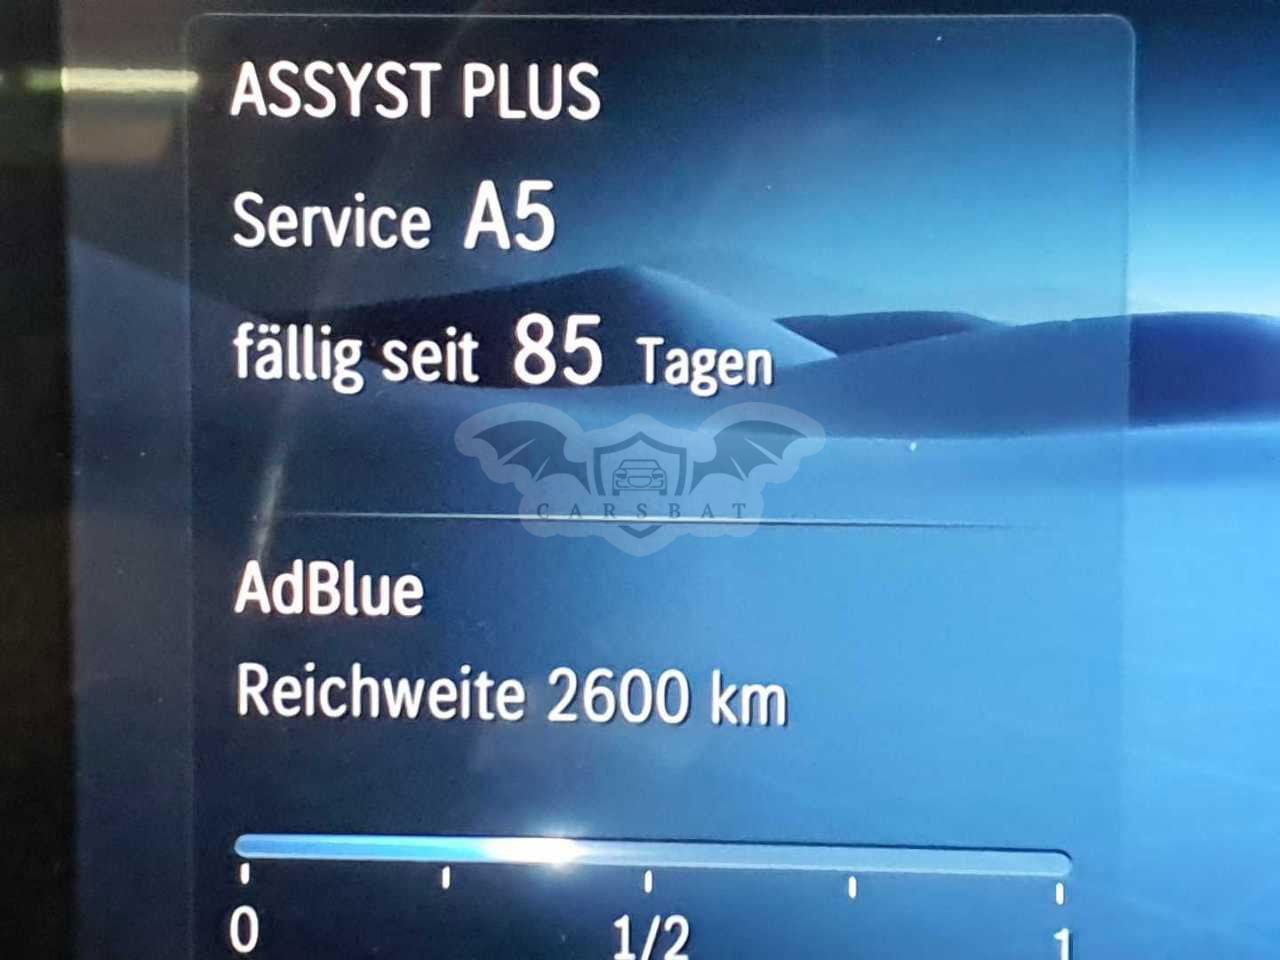 ASSYST PLUS
Service A5
fällig seit 85 Tagen
CARSBAT
AdBlue
Reichweite 2600 km
0 1/2 1